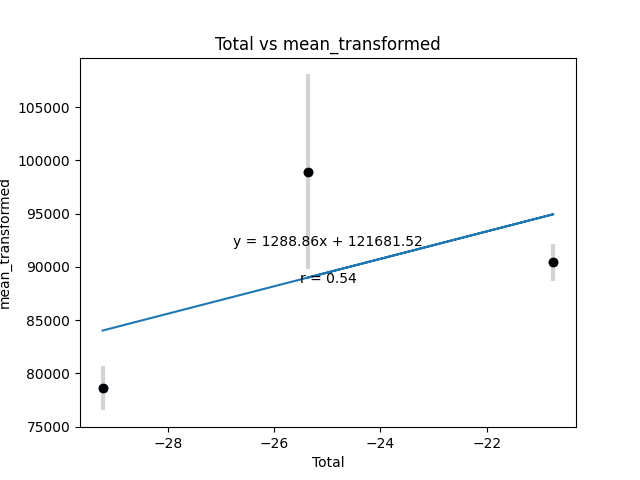 Total vs mean_transformed
mean_transformed
105000
100000
95000
90000
85000
80000
75000
y = 1288.86x + 121681.52
r = 0.54
−28
−26
−24
−22
Total